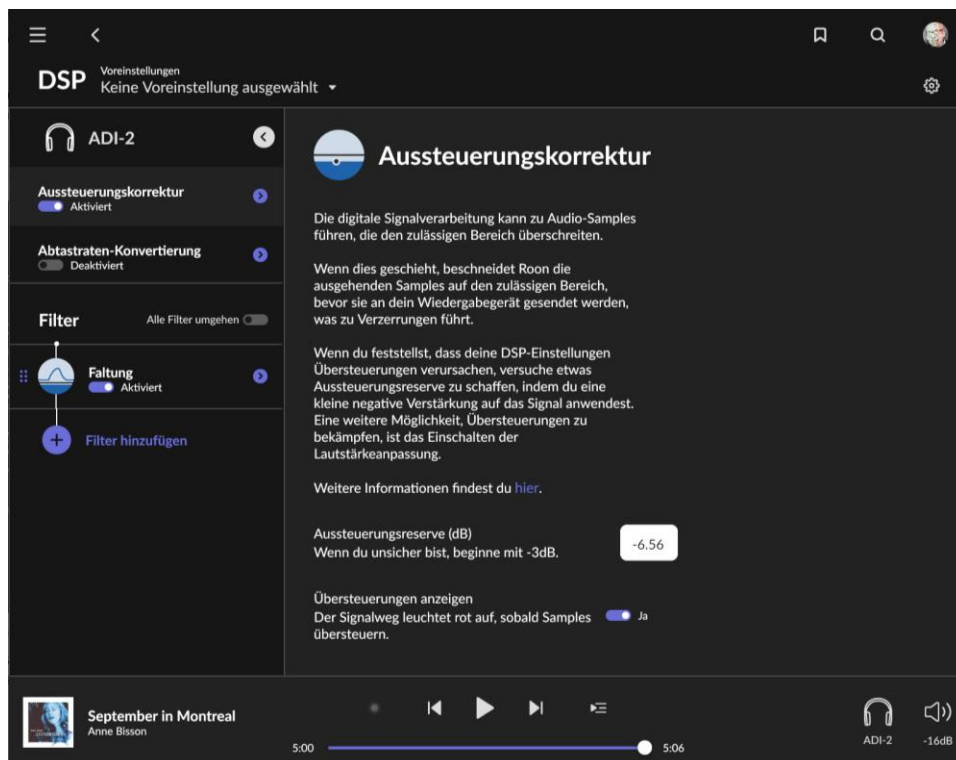 DSP
Voreinstellungen
Keine Voreinstellung ausgewählt
ADI-2
Aussteuerungskorrektur
Aktiviert
Abtastraten-Konvertierung
Deaktiviert
Filter
Alle Filter umgehen
Faltung
Aktiviert
Filter hinzufügen
Aussteuerungskorrektur
Die digitale Signalverarbeitung kann zu Audio-Samples
führen, die den zulässigen Bereich überschreiten.
Wenn dies geschieht, beschneidet Roon die
ausgehenden Samples auf den zulässigen Bereich,
bevor sie an dein Wiedergabegerät gesendet werden,
was zu Verzerrungen führt.
Wenn du feststellst, dass deine DSP-Einstellungen
Übersteuerungen verursachen, versuche etwas
Aussteuerungsreserve zu schaffen, indem du eine
kleine negative Verstärkung auf das Signal anwendest.
Eine weitere Möglichkeit, Übersteuerungen zu
bekämpfen, ist das Einschalten der
Lautstärkeanpassung.
Weitere Informationen findest du hier.
Aussteuerungsreserve (dB)
Wenn du unsicher bist, beginne mit -3dB.
-6.56
Übersteuerungen anzeigen
Der Signalweg leuchtet rot auf, sobald Samples
übersteuern.
Ja
September in Montreal
Anne Bisson
5:00
5:06
ADI-2
-16dB